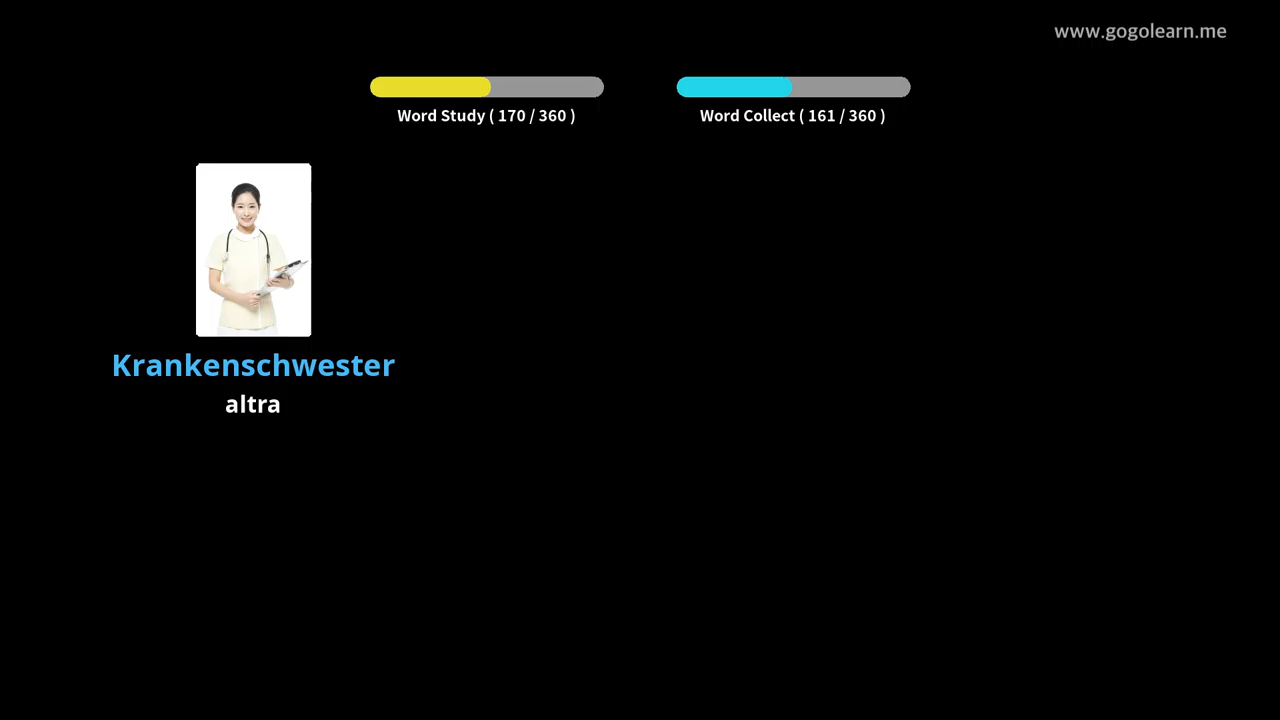 www.gogolearn.me
Word Study ( 170 / 360 )
Word Collect ( 161 / 360 )
Krankenschwester
altra